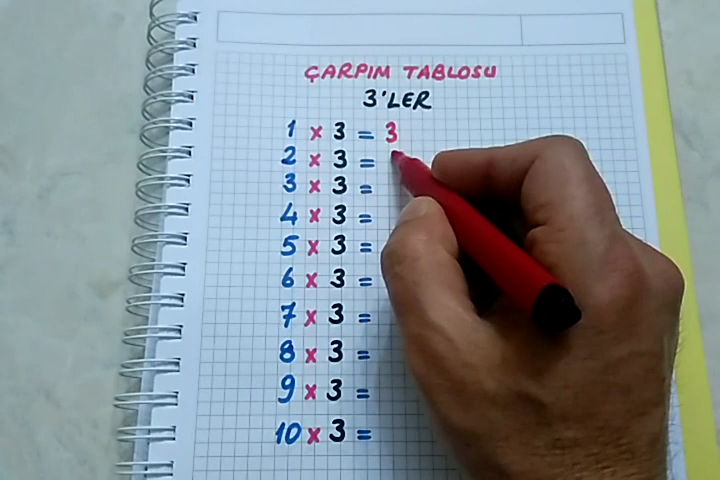 ÇARPIM TABLOSU
3'LER
1 x 3 = 3
2 x 3 =
3 x 3 =
4 x 3 =
5 x 3 =
6 x 3 =
7 x 3 =
8 x 3 =
9 x 3 =
10 x 3 =